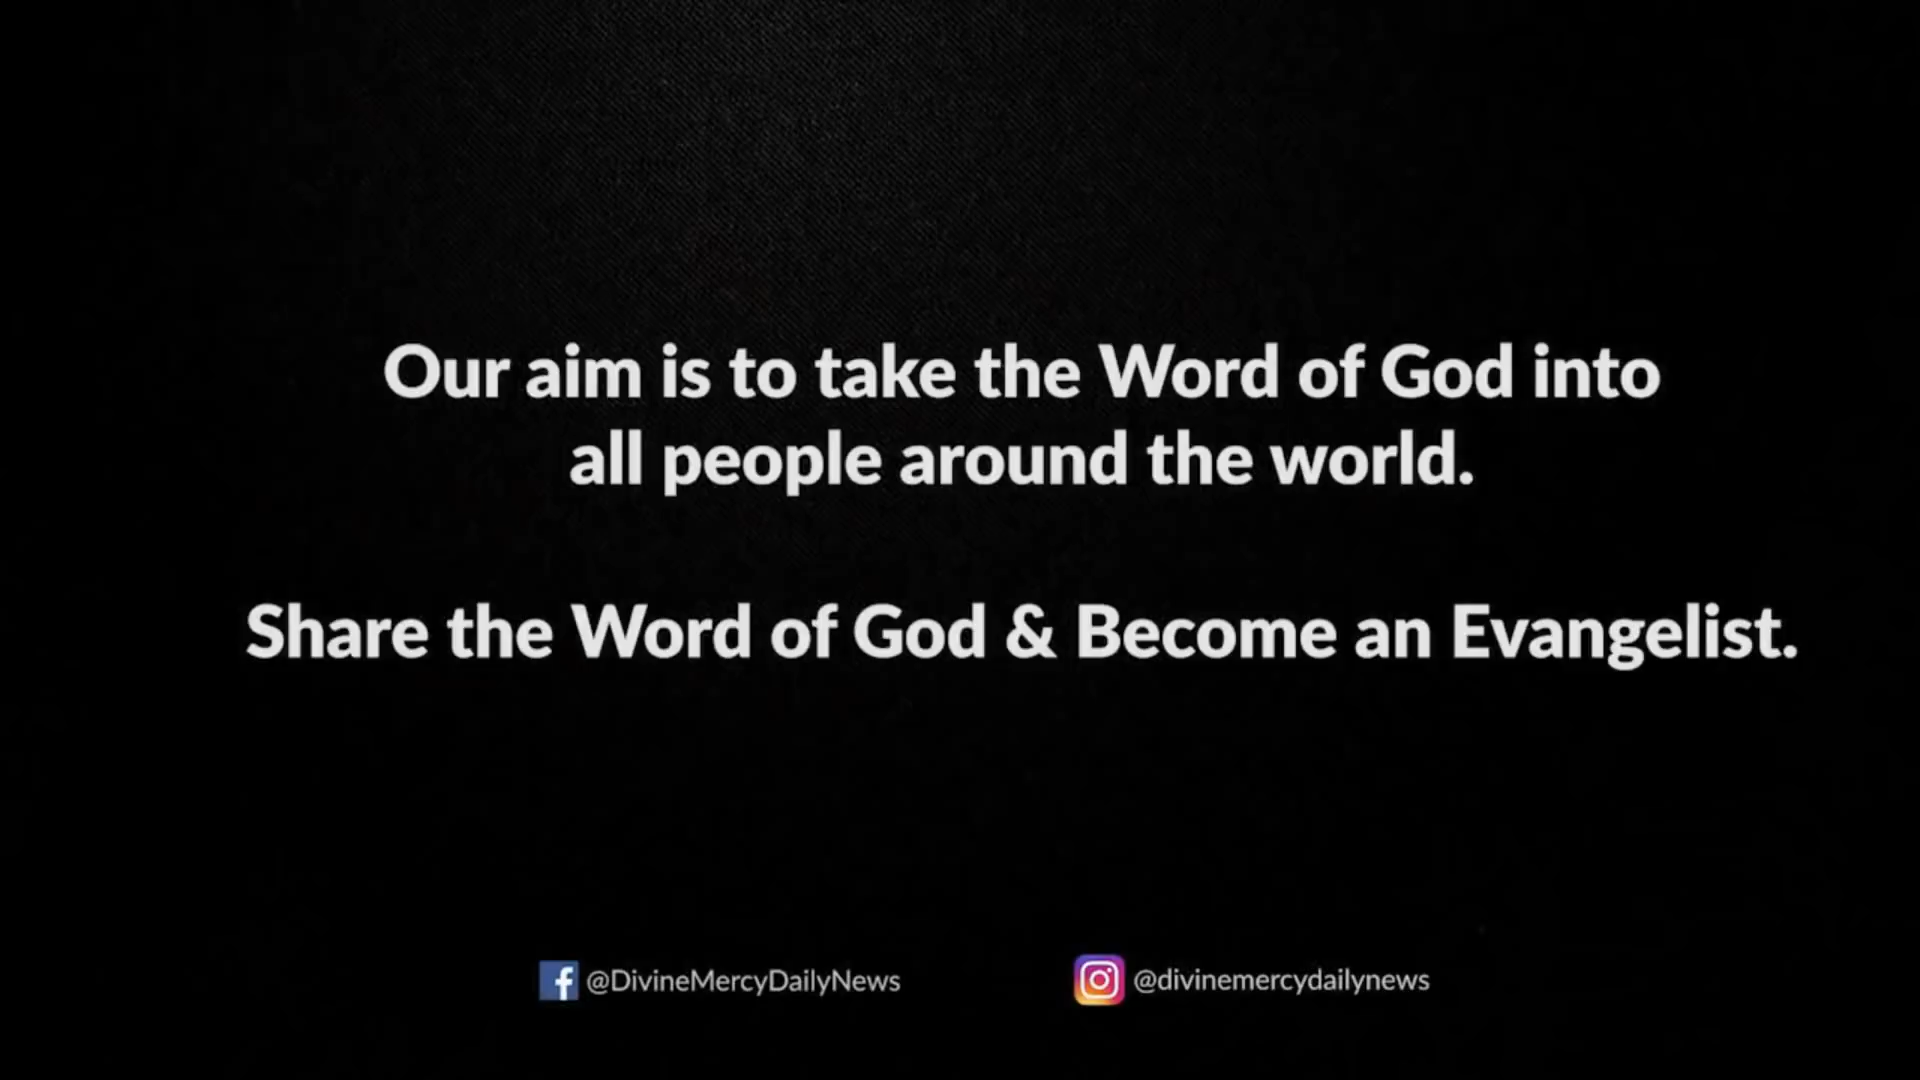 Our aim is to take the Word of God into
all people around the world.
Share the Word of God & Become an Evangelist.
@DivineMercyDailyNews
@divinemercydailynews